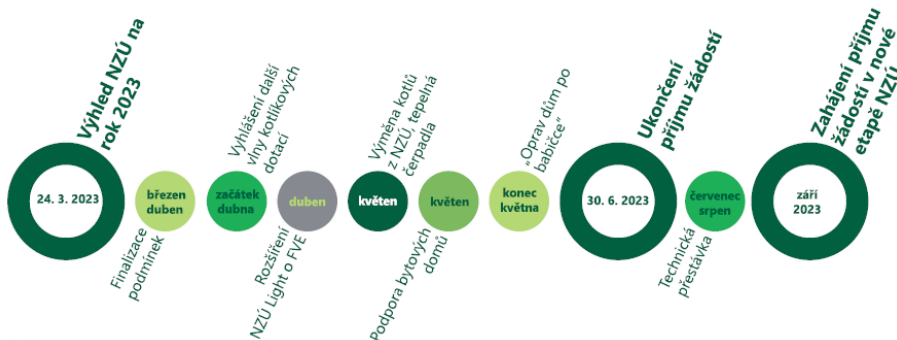 Výhled NZÚ na
rok 2023
24. 3. 2023
březen
duben
Finalizace
podmínek
Vyhlášení další
vlny kotlíkových
dotací
začátek
dubna
duben
Rozšíření
NZÚ Light o FVE
Výměna kotlů
z NZÚ, tepelná
čerpadla
květen
květen
Podpora bytových
domů
„Oprav dům po
babičce“
konec
května
Ukončení
příjmu žádostí
30. 6. 2023
červenec
srpen
Technická
přestávka
Zahájení příjmu
žádostí v nové
etapě NZÚ
září
2023